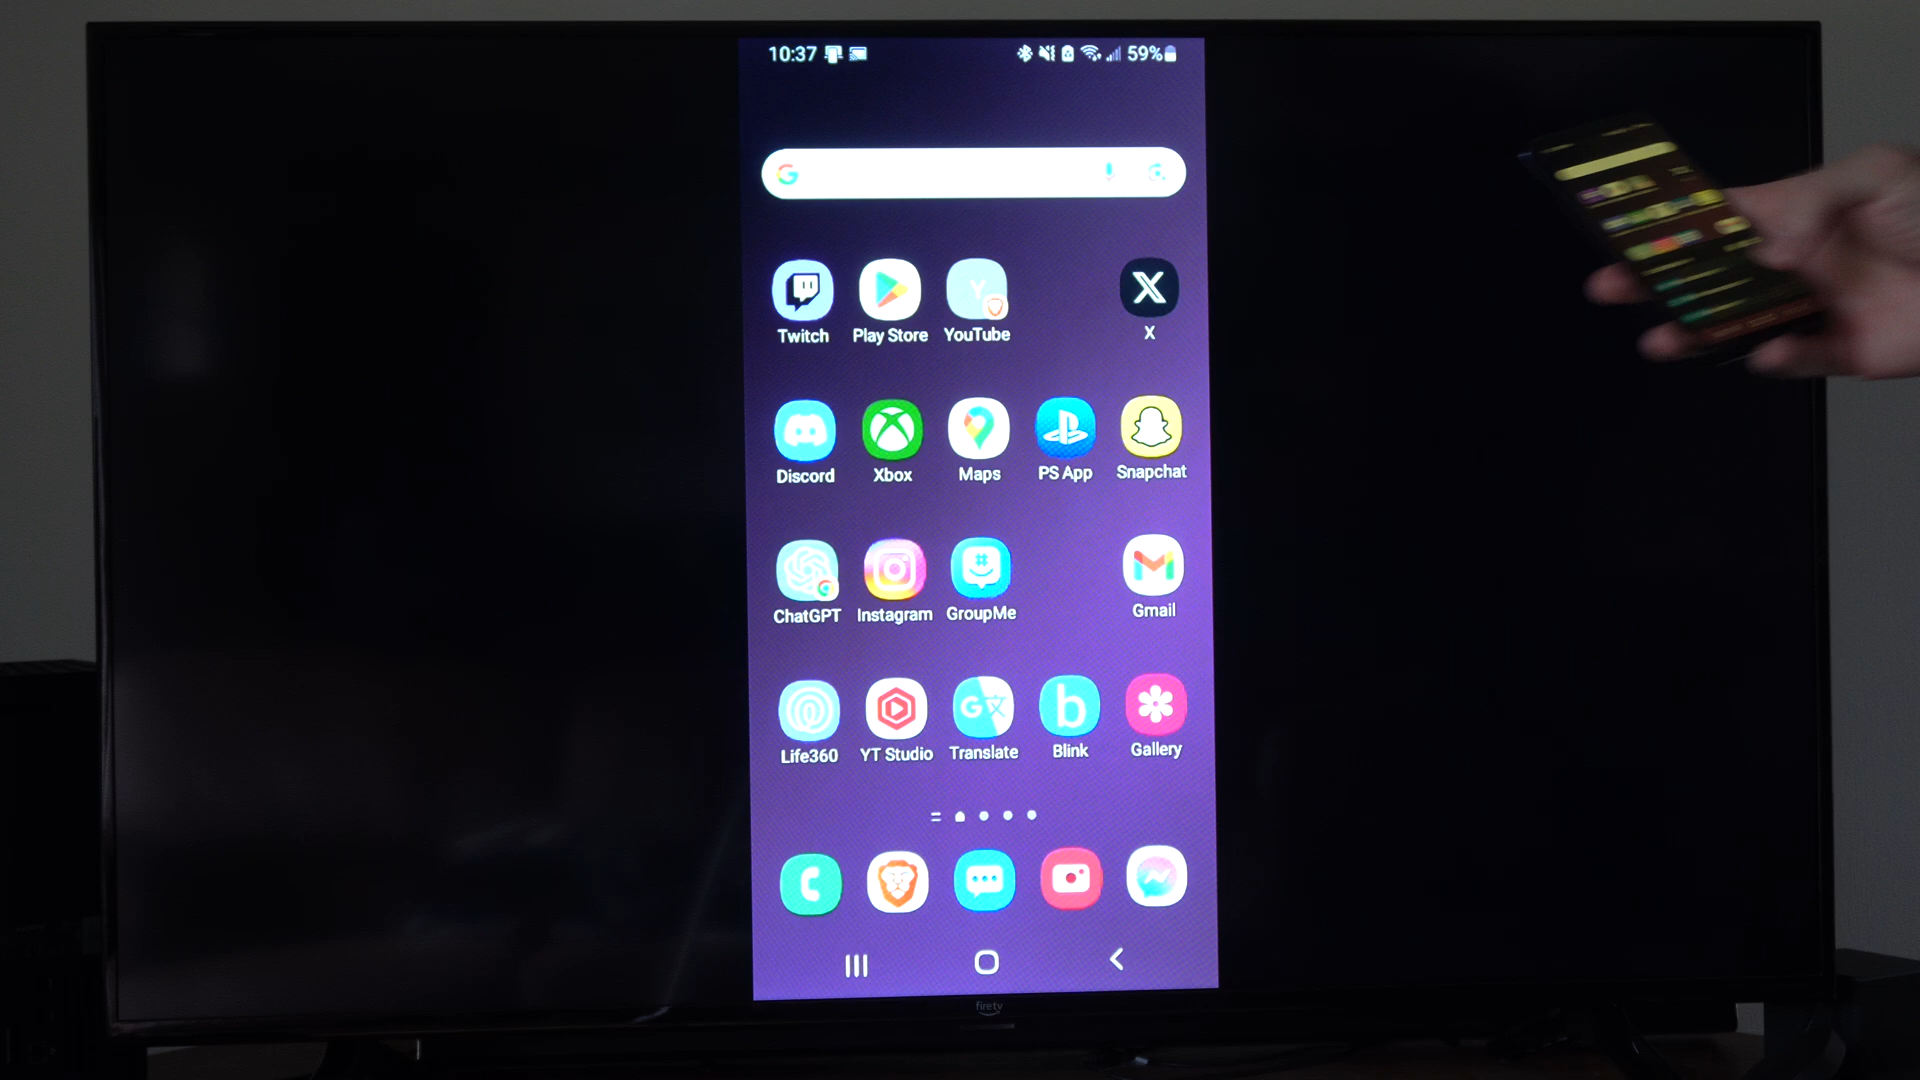 10:37 59%
Twitch Play Store YouTube X
Discord Xbox Maps PS App Snapchat
ChatGPT Instagram GroupMe Gmail
Life360 YT Studio Translate Blink Gallery
firetv